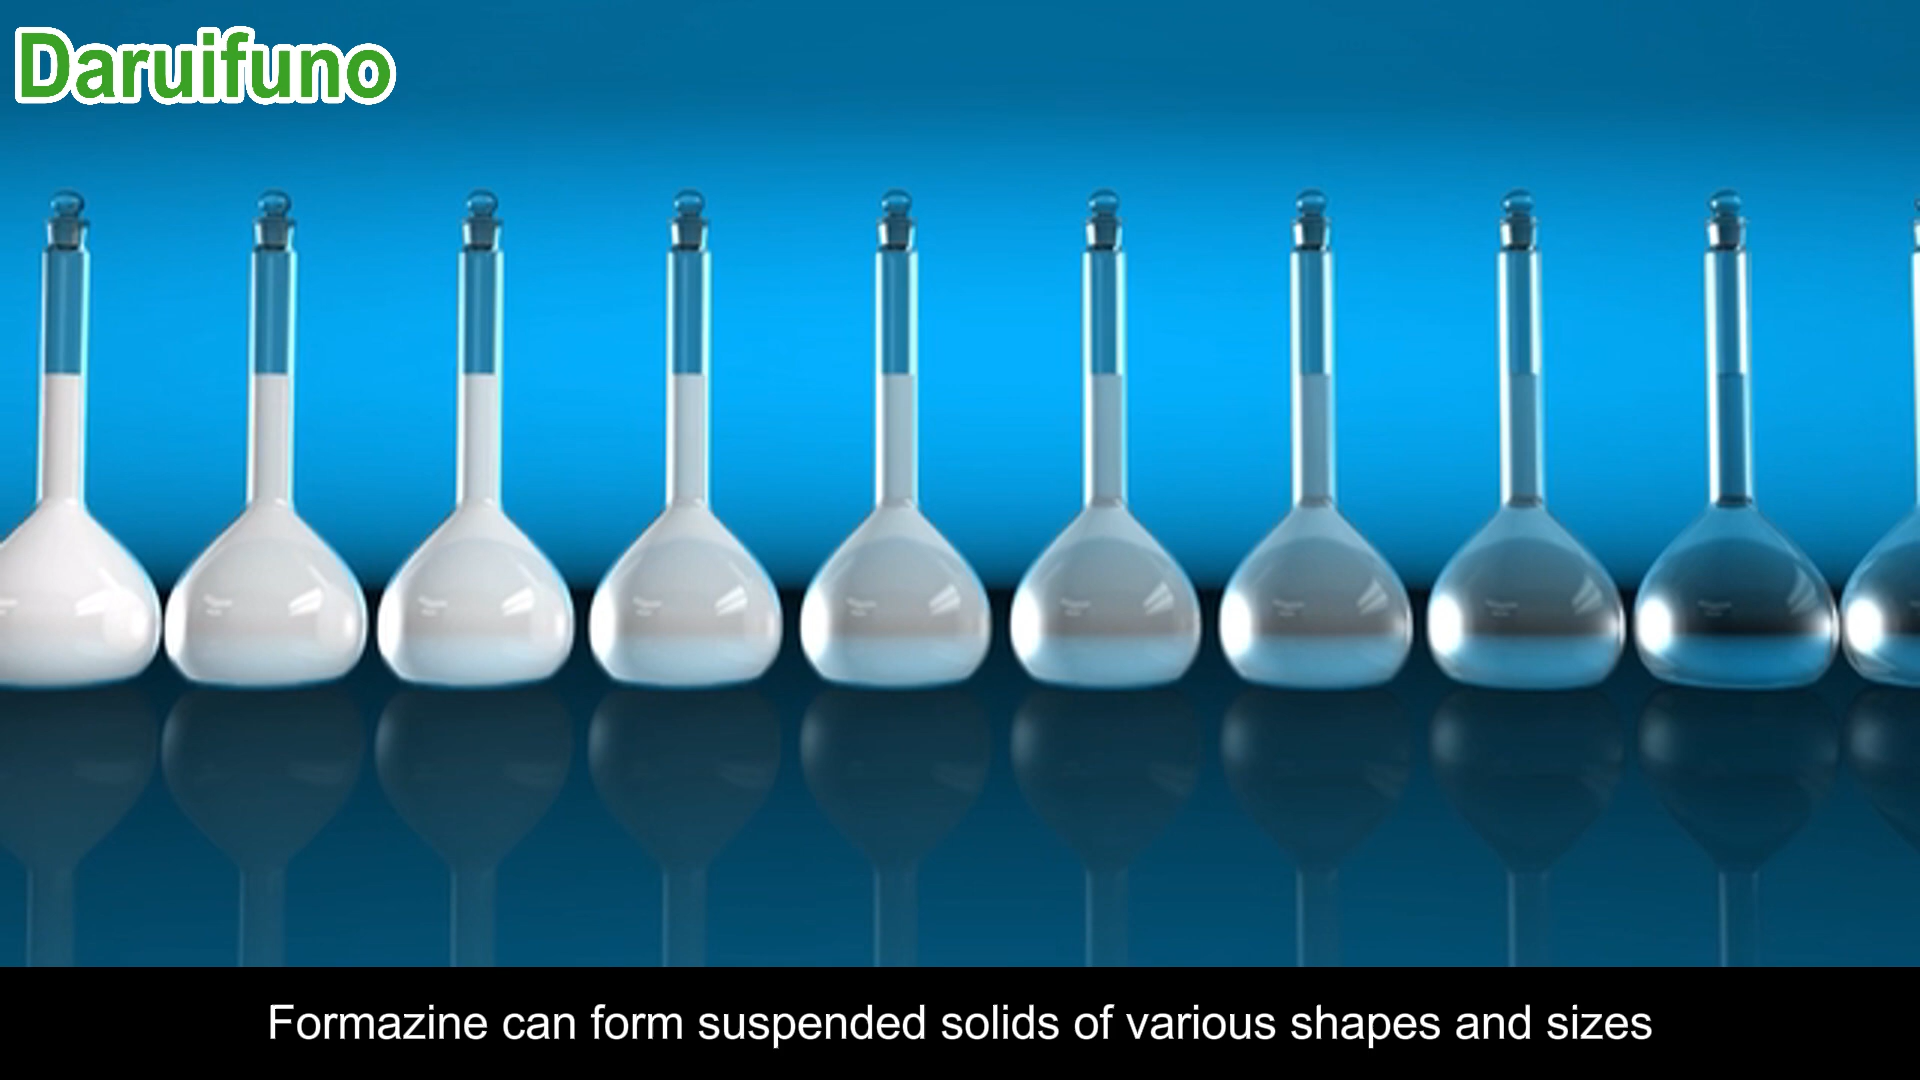 Daruifuno
Formazine can form suspended solids of various shapes and sizes